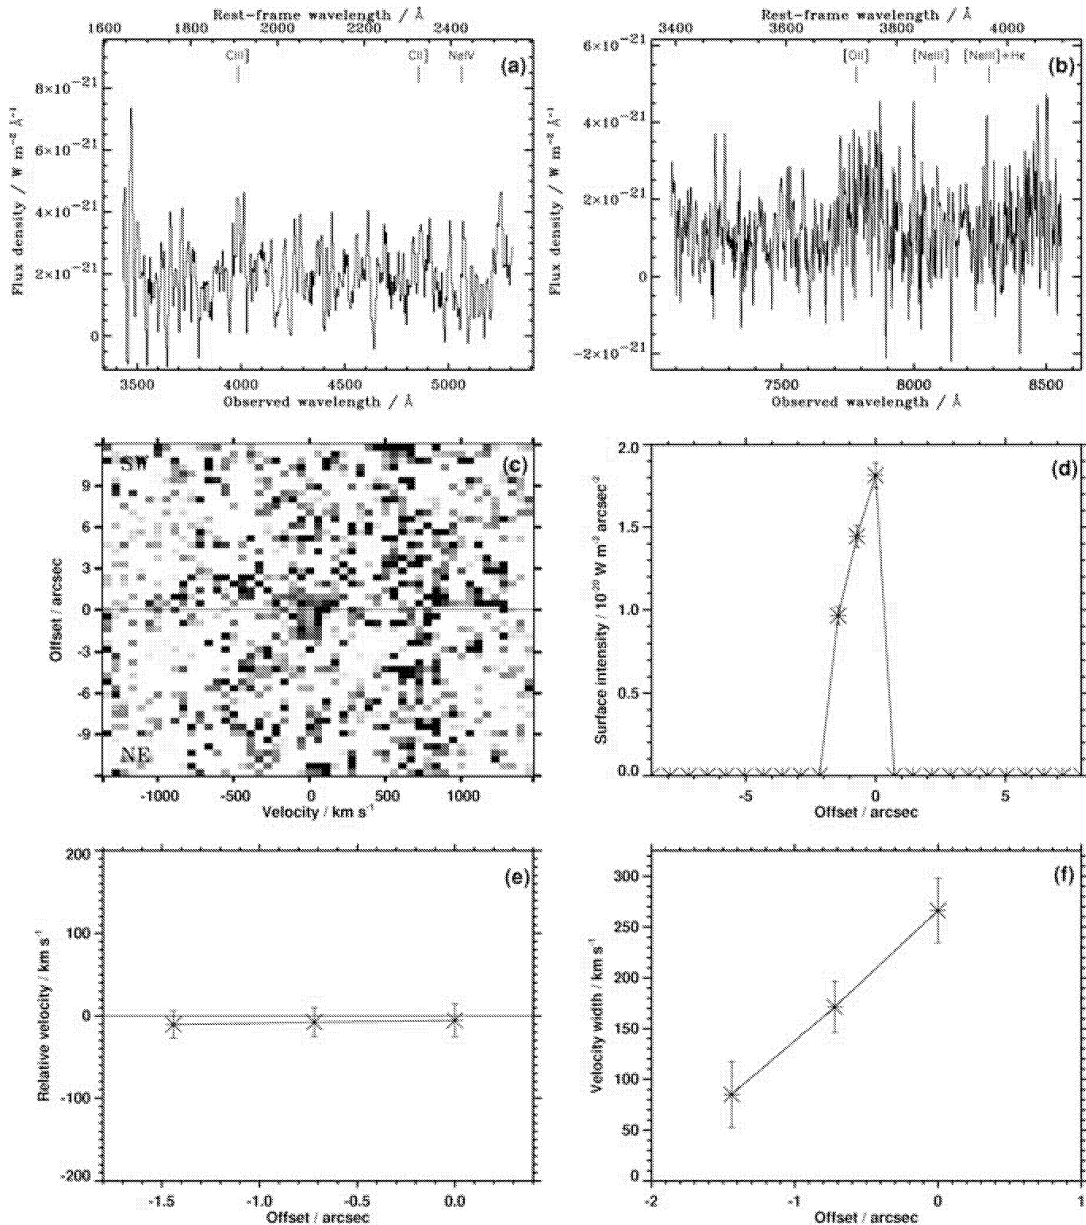 Rest-frame wavelength / Å
1600 1800 2000 2200 2400
(a)
CIII] CII] NeIV
8×10⁻²¹
6×10⁻²¹
4×10⁻²¹
2×10⁻²¹
0
Flux density / W m⁻² Å⁻¹
3500 4000 4500 5000
Observed wavelength / Å
Rest-frame wavelength / Å
3400 3600 3800 4000
6×10⁻²¹
(b)
[OII] [NeIII] [NeIII]+Hε
4×10⁻²¹
2×10⁻²¹
0
−2×10⁻²¹
Flux density / W m⁻² Å⁻¹
7500 8000 8500
Observed wavelength / Å
SW
(c)
9
6
3
0
-3
-6
-9
Offset / arcsec
NE
-1000 -500 0 500 1000
Velocity / km s⁻¹
2.0
(d)
1.5
1.0
0.5
0.0
Surface intensity / 10⁻²⁰ W m⁻² arcsec⁻²
-5 0 5
Offset / arcsec
200
(e)
100
0
-100
-200
Relative velocity / km s⁻¹
-1.5 -1.0 -0.5 0.0
Offset / arcsec
(f)
300
250
200
150
100
50
0
Velocity width / km s⁻¹
-2 -1 0 1
Offset / arcsec